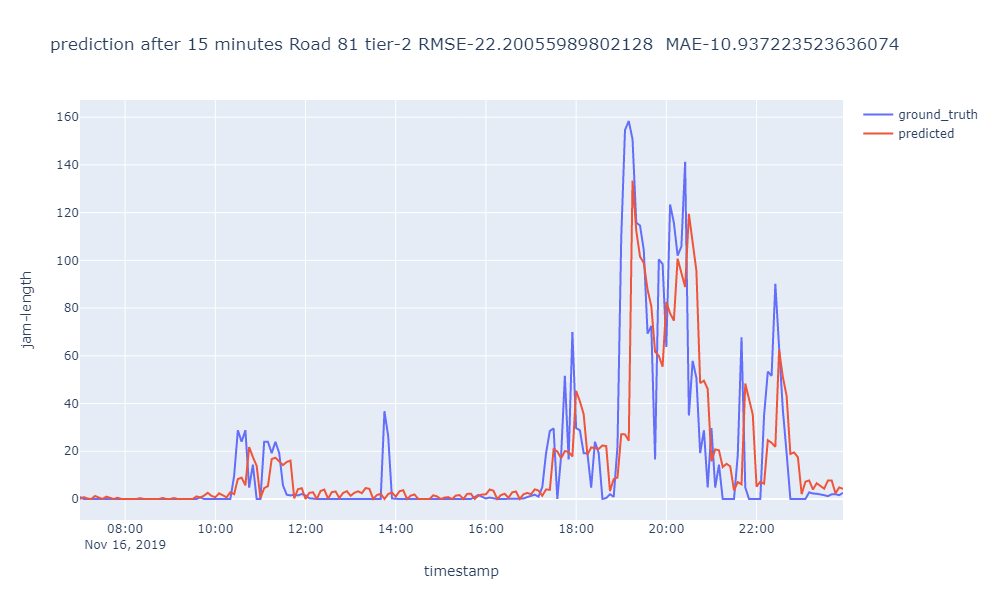 prediction after 15 minutes Road 81 tier-2 RMSE-22.20055989802128  MAE-10.937223523636074
ground_truth
predicted
160
140
120
100
80
60
40
20
0
jam-length
08:00 10:00 12:00 14:00 16:00 18:00 20:00 22:00
Nov 16, 2019
timestamp